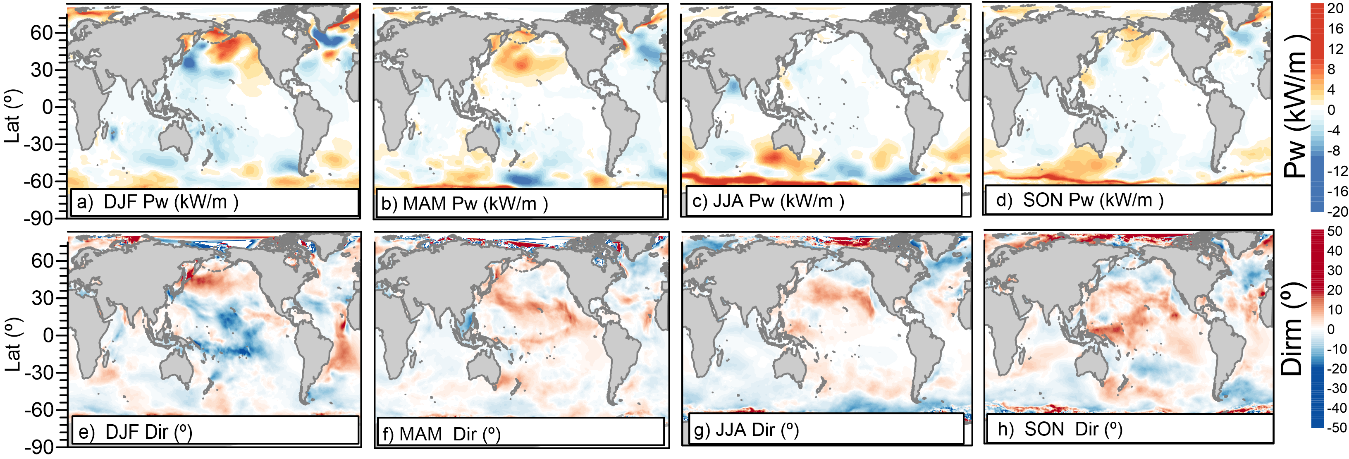 60
30
0
-30
-60
-90
Lat (º)
a) DJF Pw (kW/m )
b) MAM Pw (kW/m )
c) JJA Pw (kW/m )
d) SON Pw (kW/m )
20
16
12
8
4
0
-4
-8
-12
-16
-20
Pw (kW/m )
60
30
0
-30
-60
-90
Lat (º)
e) DJF Dir (º)
f) MAM Dir (º)
g) JJA Dir (º)
h) SON Dir (º)
50
40
30
20
10
0
-10
-20
-30
-40
-50
Dirm (º)